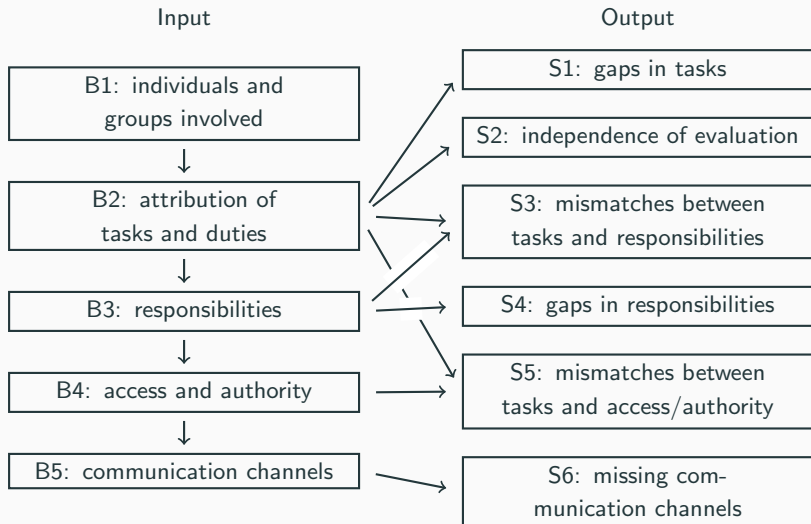 Input
B1: individuals and
groups involved
B2: attribution of
tasks and duties
B3: responsibilities
B4: access and authority
B5: communication channels
Output
S1: gaps in tasks
S2: independence of evaluation
S3: mismatches between
tasks and responsibilities
S4: gaps in responsibilities
S5: mismatches between
tasks and access/authority
S6: missing com-
munication channels